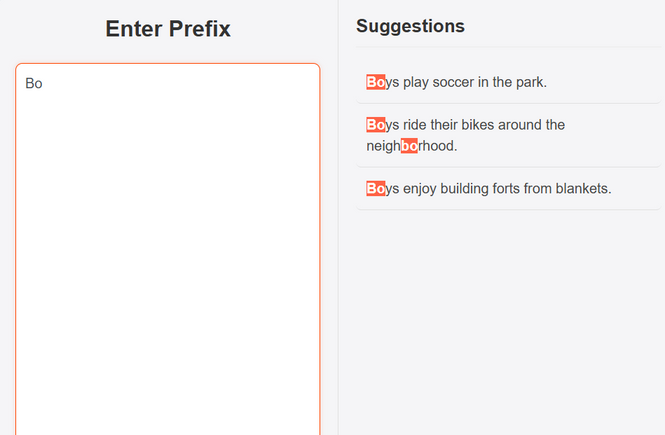 Enter Prefix
Bo
Suggestions
Boys play soccer in the park.
Boys ride their bikes around the
neighborhood.
Boys enjoy building forts from blankets.